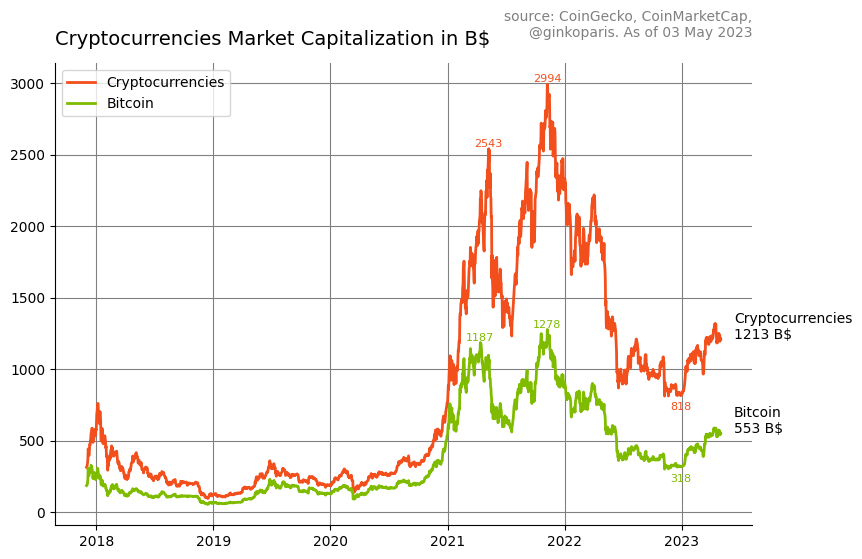 source: CoinGecko, CoinMarketCap,
@ginkoparis. As of 03 May 2023
Cryptocurrencies Market Capitalization in B$
Cryptocurrencies
Bitcoin
3000
2500
2000
1500
1000
500
0
2994
2543
1278
1187
818
318
Cryptocurrencies
1213 B$
Bitcoin
553 B$
2018
2019
2020
2021
2022
2023